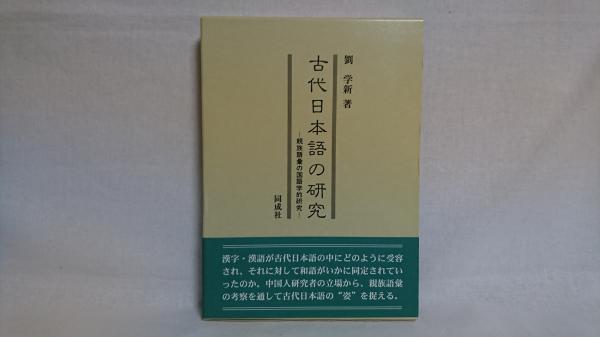 劉 学新 著
古代日本語の研究
−親族語彙の国語学的研究−
同成社
漢字・漢語が古代日本語の中にどのように受容
され、それに対して和語がいかに同定されてい
ったのか。中国人研究者の立場から、親族語彙
の考察を通して古代日本語の“姿”を捉える。